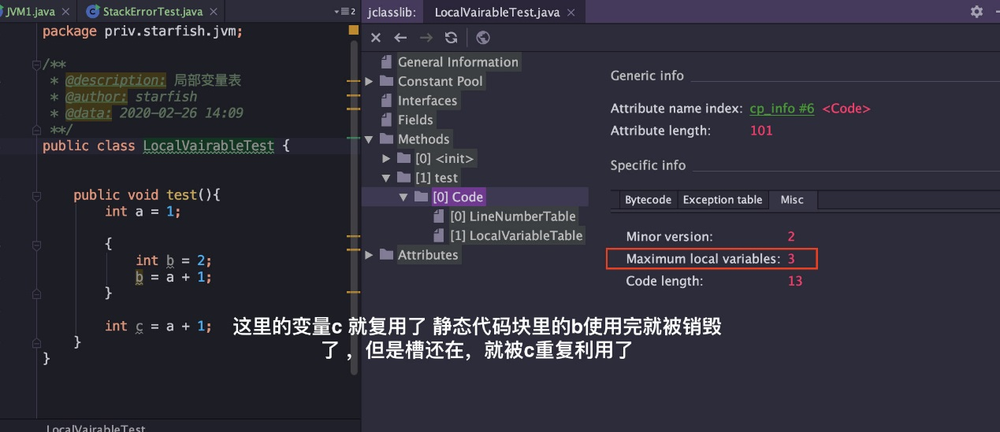 JVM1.java
StackErrorTest.java
2
jclasslib:
LocalVairableTest.java
package priv.starfish.jvm;
/**
* @description: 局部变量表
* @author: starfish
* @data: 2020-02-26 14:09
**/
public class LocalVairableTest {
public void test(){
int a = 1;
{
int b = 2;
b = a + 1;
}
int c = a + 1;
}
}
LocalVairableTest
General Information
Constant Pool
Interfaces
Fields
Methods
[0] <init>
[1] test
[0] Code
[0] LineNumberTable
[1] LocalVariableTable
Attributes
Generic info
Attribute name index: cp_info #6 <Code>
Attribute length: 101
Specific info
Bytecode Exception table Misc
Minor version: 2
Maximum local variables: 3
Code length: 13
这里的变量c 就复用了 静态代码块里的b使用完就被销毁
了 ，但是槽还在，就被c重复利用了